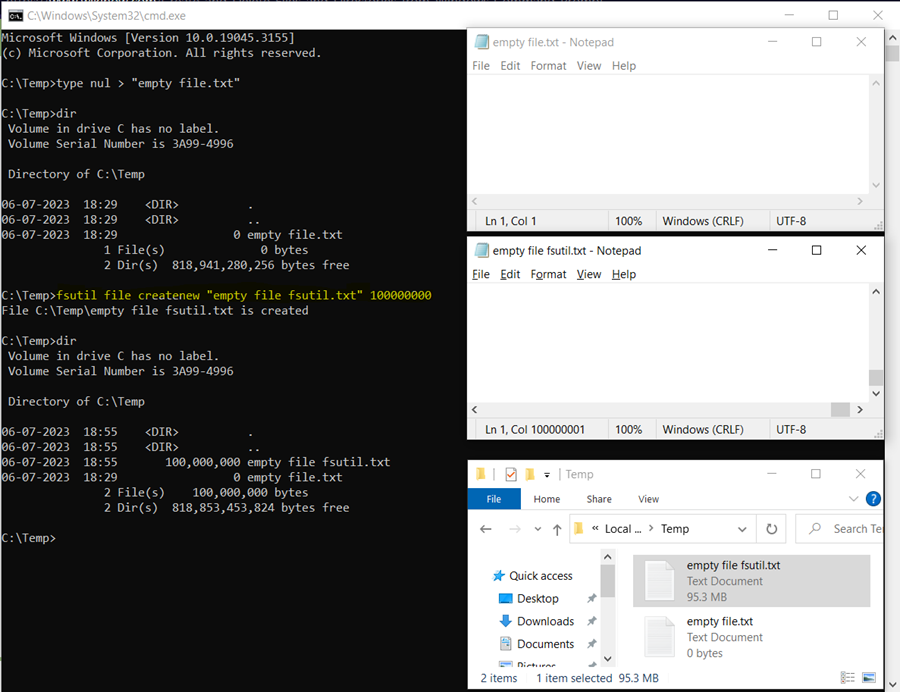 C:\Windows\System32\cmd.exe
Microsoft Windows [Version 10.0.19045.3155]
(c) Microsoft Corporation. All rights reserved.
C:\Temp>type nul > "empty file.txt"
C:\Temp>dir
Volume in drive C has no label.
Volume Serial Number is 3A99-4996
Directory of C:\Temp
06-07-2023  18:29    <DIR>          .
06-07-2023  18:29    <DIR>          ..
06-07-2023  18:29                 0 empty file.txt
1 File(s)              0 bytes
2 Dir(s)  818,941,280,256 bytes free
C:\Temp>fsutil file createnew "empty file fsutil.txt" 100000000
File C:\Temp\empty file fsutil.txt is created
C:\Temp>dir
Volume in drive C has no label.
Volume Serial Number is 3A99-4996
Directory of C:\Temp
06-07-2023  18:55    <DIR>          .
06-07-2023  18:55    <DIR>          ..
06-07-2023  18:55       100,000,000 empty file fsutil.txt
06-07-2023  18:29                 0 empty file.txt
2 File(s)    100,000,000 bytes
2 Dir(s)  818,853,453,824 bytes free
C:\Temp>
empty file.txt - Notepad
File Edit Format View Help
Ln 1, Col 1 100% Windows (CRLF) UTF-8
empty file fsutil.txt - Notepad
File Edit Format View Help
Ln 1, Col 100000001 100% Windows (CRLF) UTF-8
Temp
File Home Share View
« Local ... > Temp Search Te
Quick access
Desktop
Downloads
Documents
Pictures
empty file fsutil.txt
Text Document
95.3 MB
empty file.txt
Text Document
0 bytes
2 items 1 item selected 95.3 MB